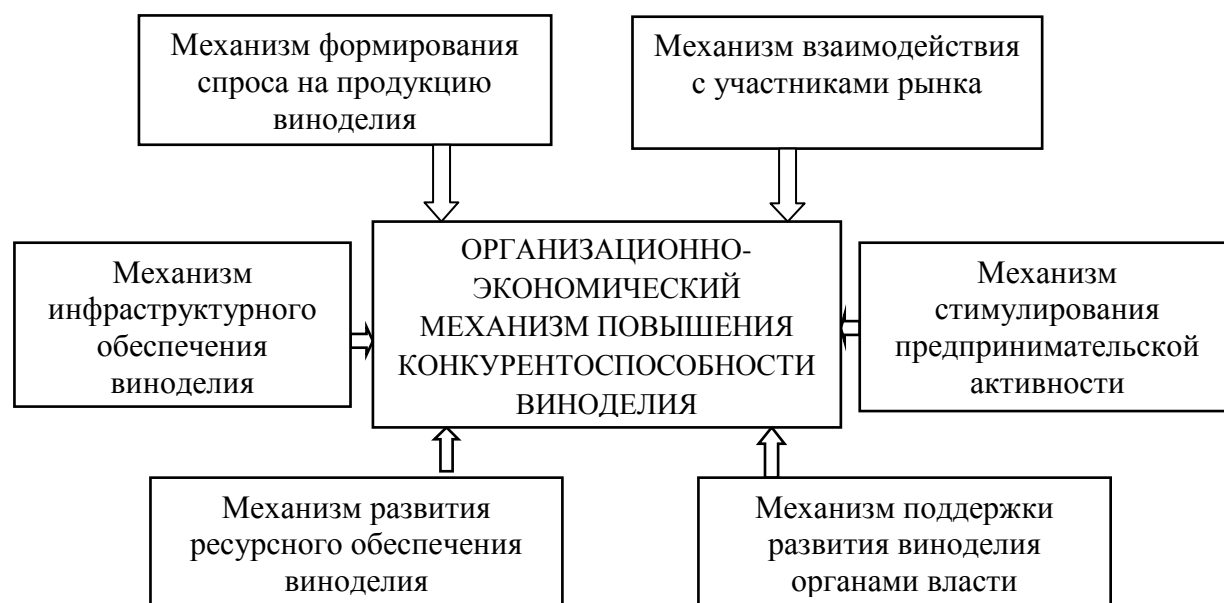 Механизм формирования
спроса на продукцию
виноделия
Механизм взаимодействия
с участниками рынка
Механизм
инфраструктурного
обеспечения
виноделия
ОРГАНИЗАЦИОННО-
ЭКОНОМИЧЕСКИЙ
МЕХАНИЗМ ПОВЫШЕНИЯ
КОНКУРЕНТОСПОСОБНОСТИ
ВИНОДЕЛИЯ
Механизм
стимулирования
предпринимательской
активности
Механизм развития
ресурсного обеспечения
виноделия
Механизм поддержки
развития виноделия
органами власти